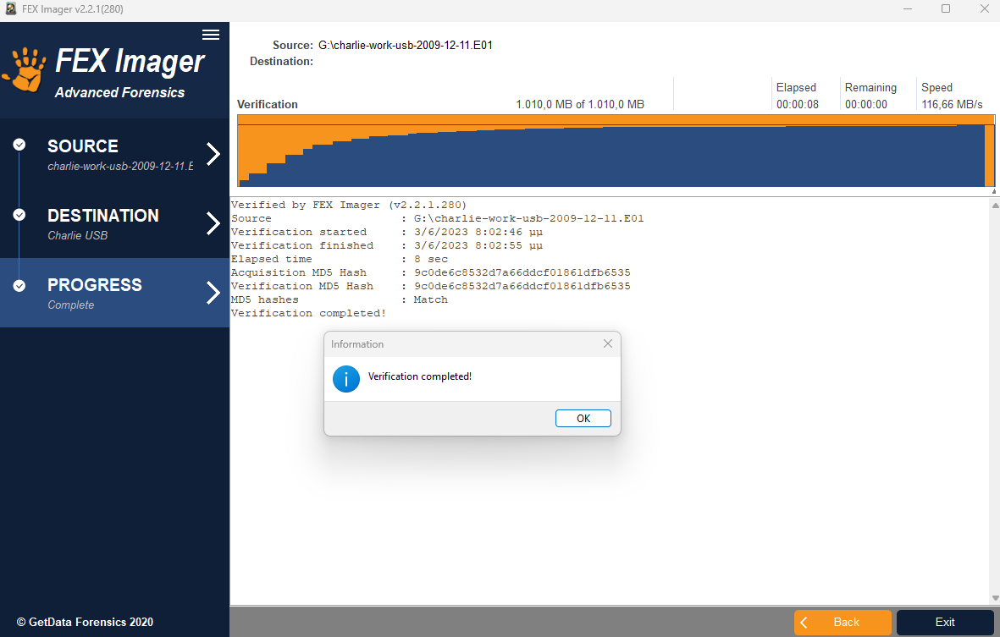 FEX Imager v2.2.1(280)
FEX Imager
Advanced Forensics
SOURCE
charlie-work-usb-2009-12-11.E
DESTINATION
Charlie USB
PROGRESS
Complete
© GetData Forensics 2020
Source: G:\charlie-work-usb-2009-12-11.E01
Destination:
Verification 1.010,0 MB of 1.010,0 MB
Elapsed 00:00:08
Remaining 00:00:00
Speed 116,66 MB/s
Verified by FEX Imager (v2.2.1.280)
Source : G:\charlie-work-usb-2009-12-11.E01
Verification started : 3/6/2023 8:02:46 μμ
Verification finished : 3/6/2023 8:02:55 μμ
Elapsed time : 8 sec
Acquisition MD5 Hash : 9c0de6c8532d7a66ddcf01861dfb6535
Verification MD5 Hash : 9c0de6c8532d7a66ddcf01861dfb6535
MD5 hashes : Match
Verification completed!
Information
Verification completed!
OK
Back
Exit